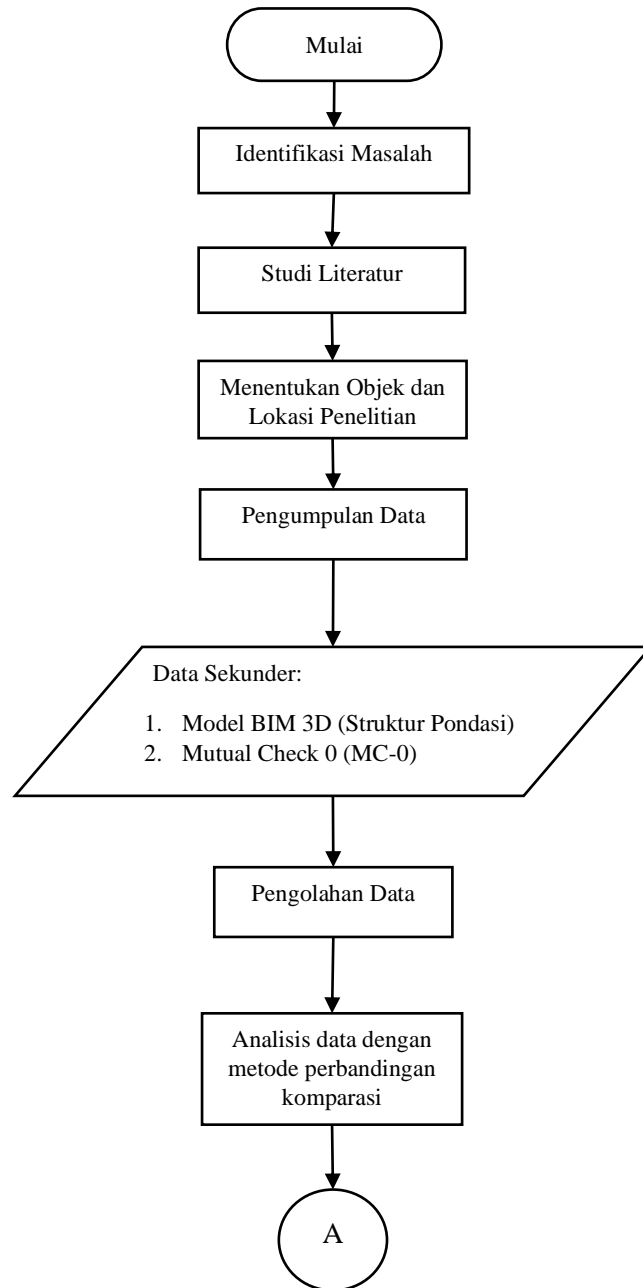 Mulai
Identifikasi Masalah
Studi Literatur
Menentukan Objek dan
Lokasi Penelitian
Pengumpulan Data
Data Sekunder:
1. Model BIM 3D (Struktur Pondasi)
2. Mutual Check 0 (MC-0)
Pengolahan Data
Analisis data dengan
metode perbandingan
komparasi
A